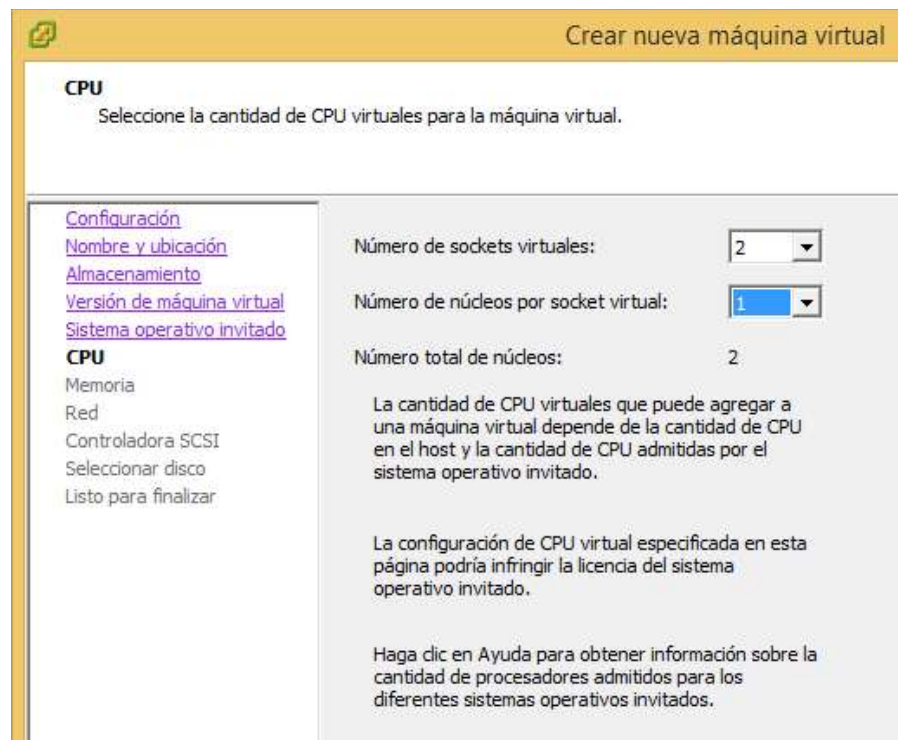 Crear nueva máquina virtual
CPU
Seleccione la cantidad de CPU virtuales para la máquina virtual.
Configuración
Nombre y ubicación
Almacenamiento
Versión de máquina virtual
Sistema operativo invitado
CPU
Memoria
Red
Controladora SCSI
Seleccionar disco
Listo para finalizar
Número de sockets virtuales: 2
Número de núcleos por socket virtual: 1
Número total de núcleos: 2
La cantidad de CPU virtuales que puede agregar a
una máquina virtual depende de la cantidad de CPU
en el host y la cantidad de CPU admitidas por el
sistema operativo invitado.
La configuración de CPU virtual especificada en esta
página podría infringir la licencia del sistema
operativo invitado.
Haga clic en Ayuda para obtener información sobre la
cantidad de procesadores admitidos para los
diferentes sistemas operativos invitados.